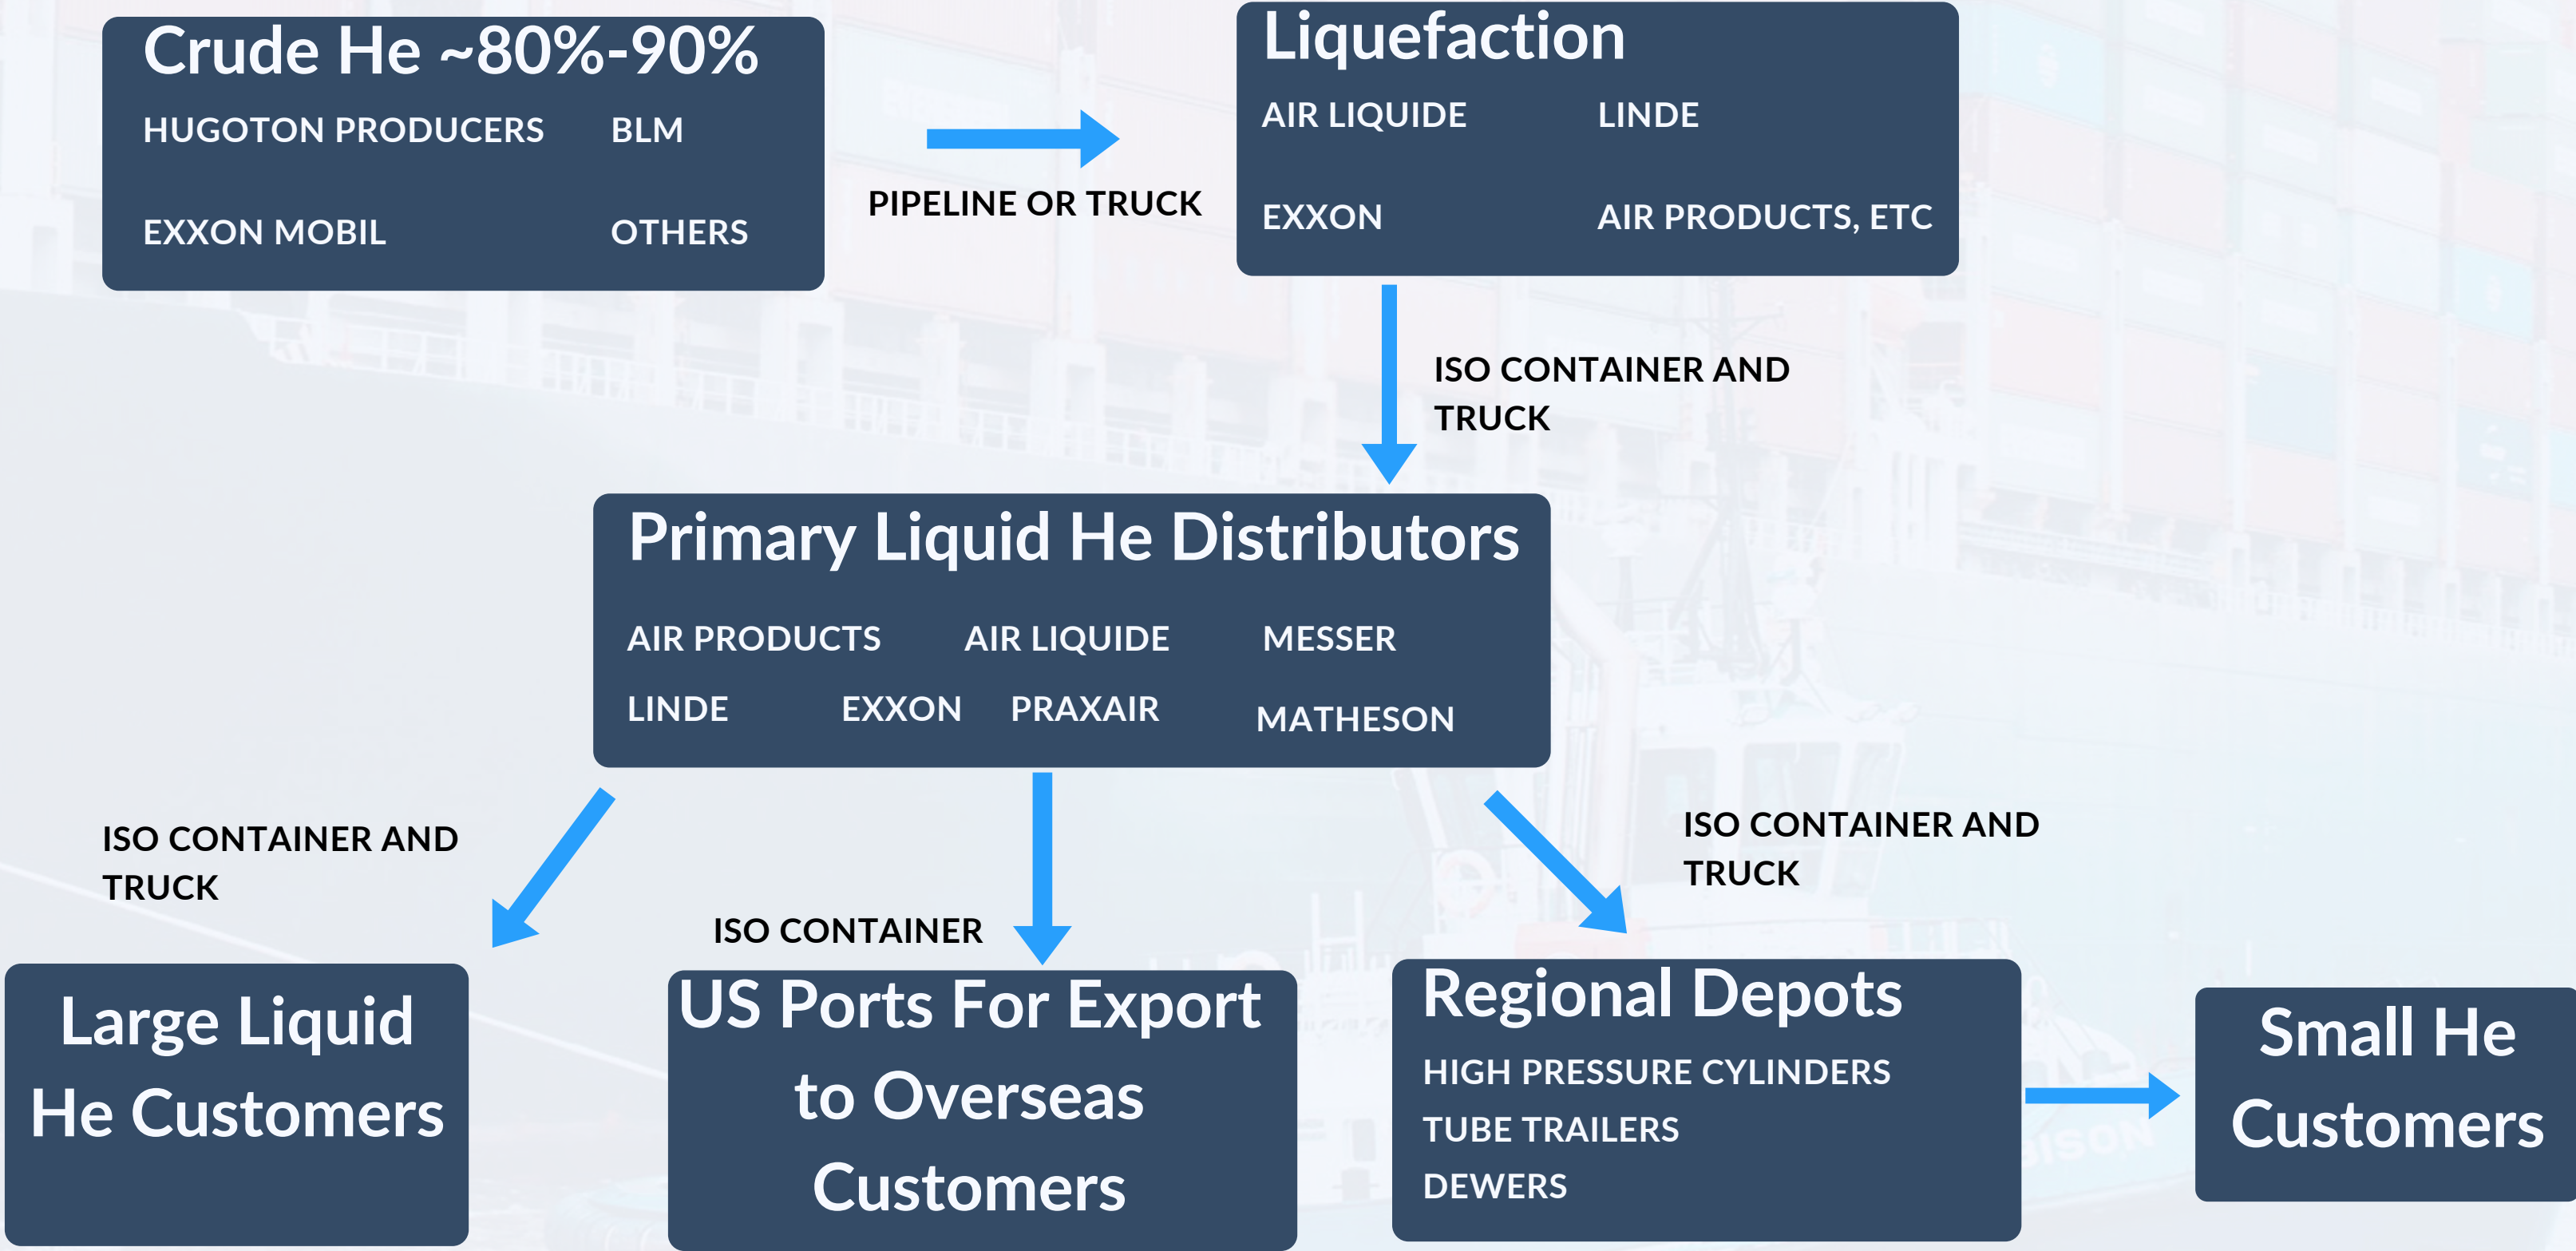 Crude He ~80%-90%
HUGOTON PRODUCERS BLM
EXXON MOBIL OTHERS
PIPELINE OR TRUCK
Liquefaction
AIR LIQUIDE LINDE
EXXON AIR PRODUCTS, ETC
ISO CONTAINER AND
TRUCK
Primary Liquid He Distributors
AIR PRODUCTS AIR LIQUIDE MESSER
LINDE EXXON PRAXAIR MATHESON
ISO CONTAINER AND
TRUCK
ISO CONTAINER
ISO CONTAINER AND
TRUCK
Large Liquid
He Customers
US Ports For Export
to Overseas
Customers
Regional Depots
HIGH PRESSURE CYLINDERS
TUBE TRAILERS
DEWERS
Small He
Customers
BISON